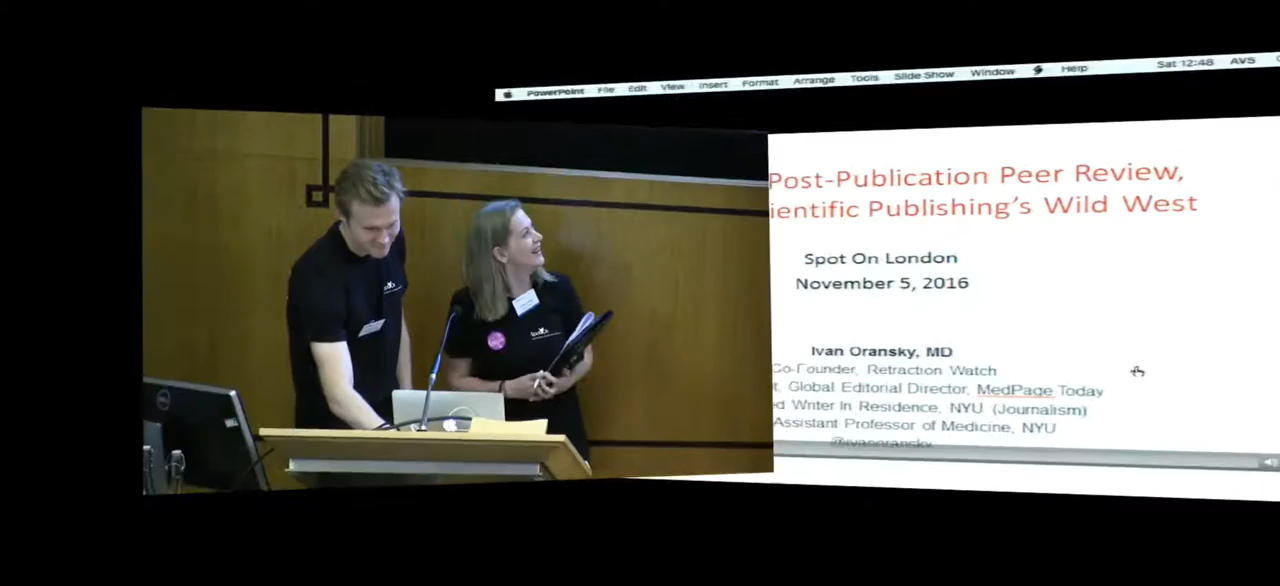 PowerPoint File Edit View Insert Format Arrange Tools Slide Show Window Help Sat 12:48 AVS
Post-Publication Peer Review,
ientific Publishing's Wild West
Spot On London
November 5, 2016
Ivan Oransky, MD
Co-Founder, Retraction Watch
t, Global Editorial Director, MedPage Today
ed Writer In Residence, NYU (Journalism)
Assistant Professor of Medicine, NYU
@ivanoransky
DELL